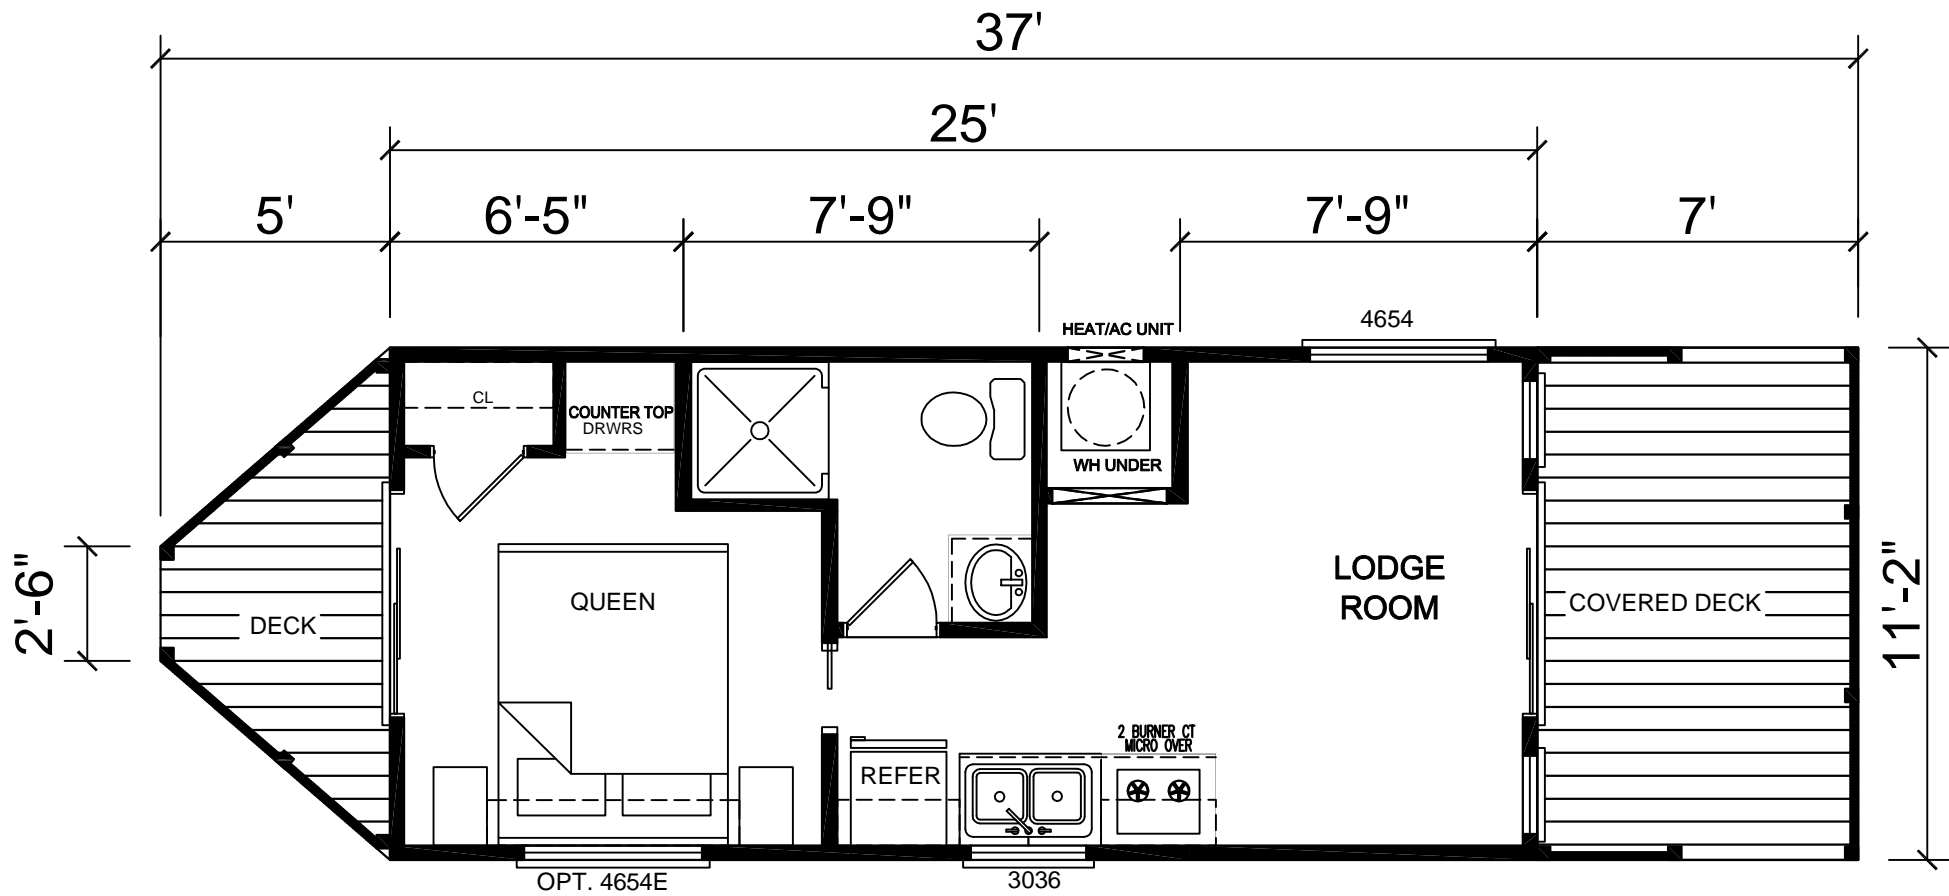 37'
25'
5'
6'-5"
7'-9"
7'-9"
7'
HEAT/AC UNIT
4654
CL
COUNTER TOP
DRWRS
WH UNDER
2'-6"
DECK
QUEEN
LODGE
ROOM
COVERED DECK
11'-2"
2 BURNER CT
MICRO OVER
REFER
OPT. 4654E
3036